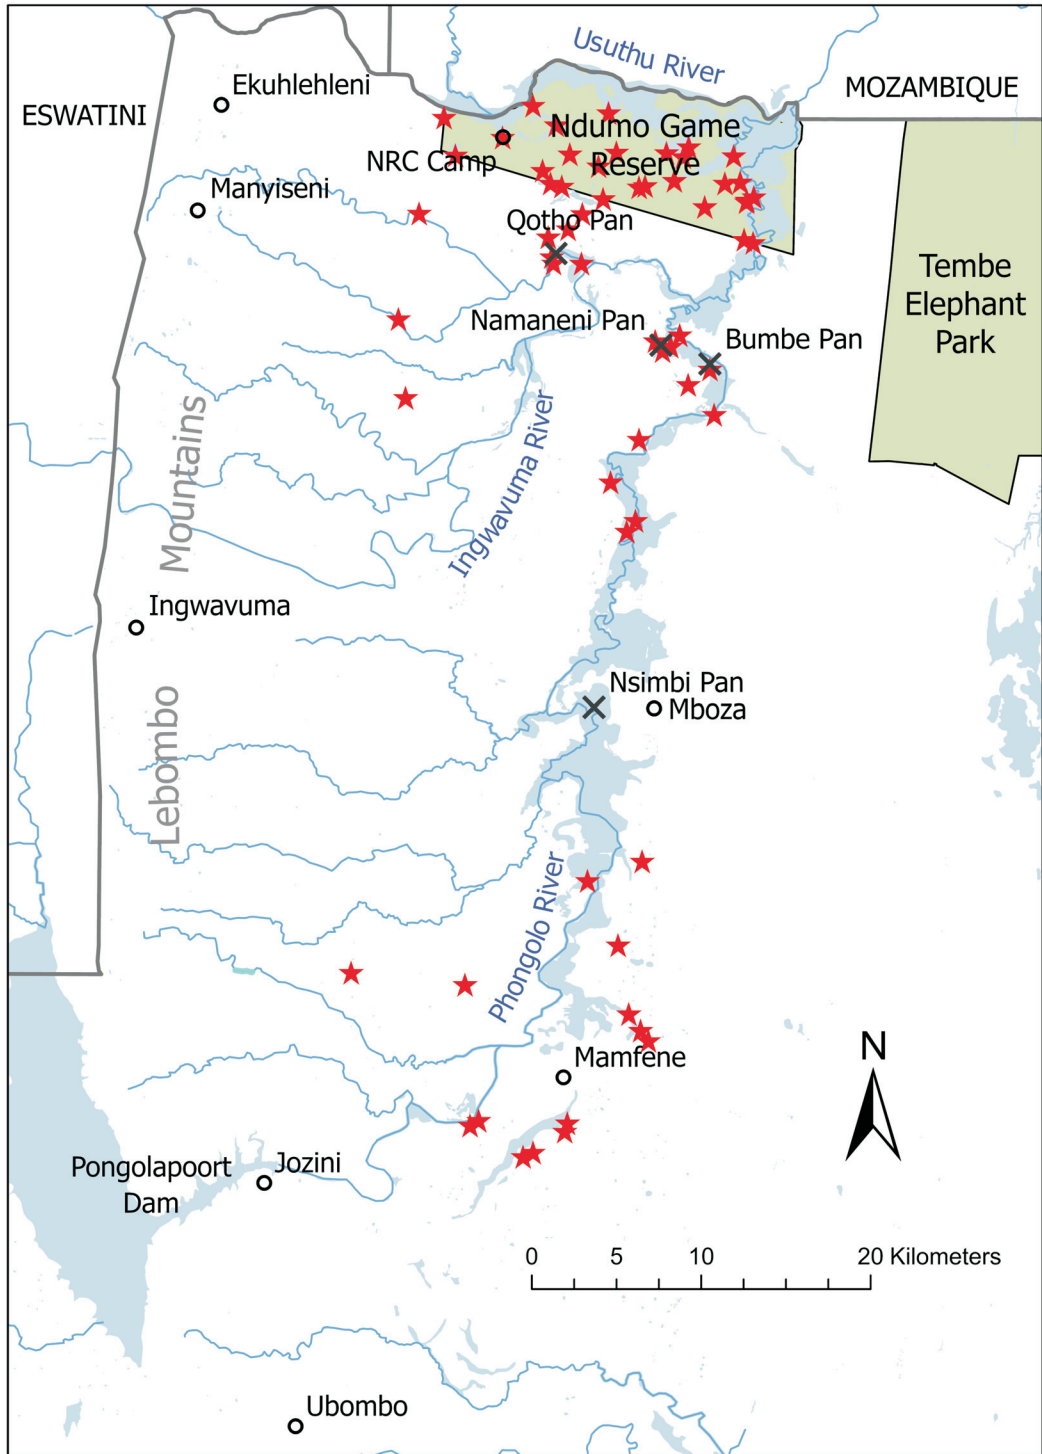 Usuthu River
Ekuhlehleni
MOZAMBIQUE
ESWATINI
Ndumo Game
Reserve
NRC Camp
Manyiseni
Qotho Pan
Tembe
Elephant
Park
Namaneni Pan
Bumbe Pan
Ingwavuma River
Lebombo Mountains
Ingwavuma
Nsimbi Pan
Mboza
Phongolo River
N
Mamfene
Pongolapoort
Dam
Jozini
0 5 10 20 Kilometers
Ubombo